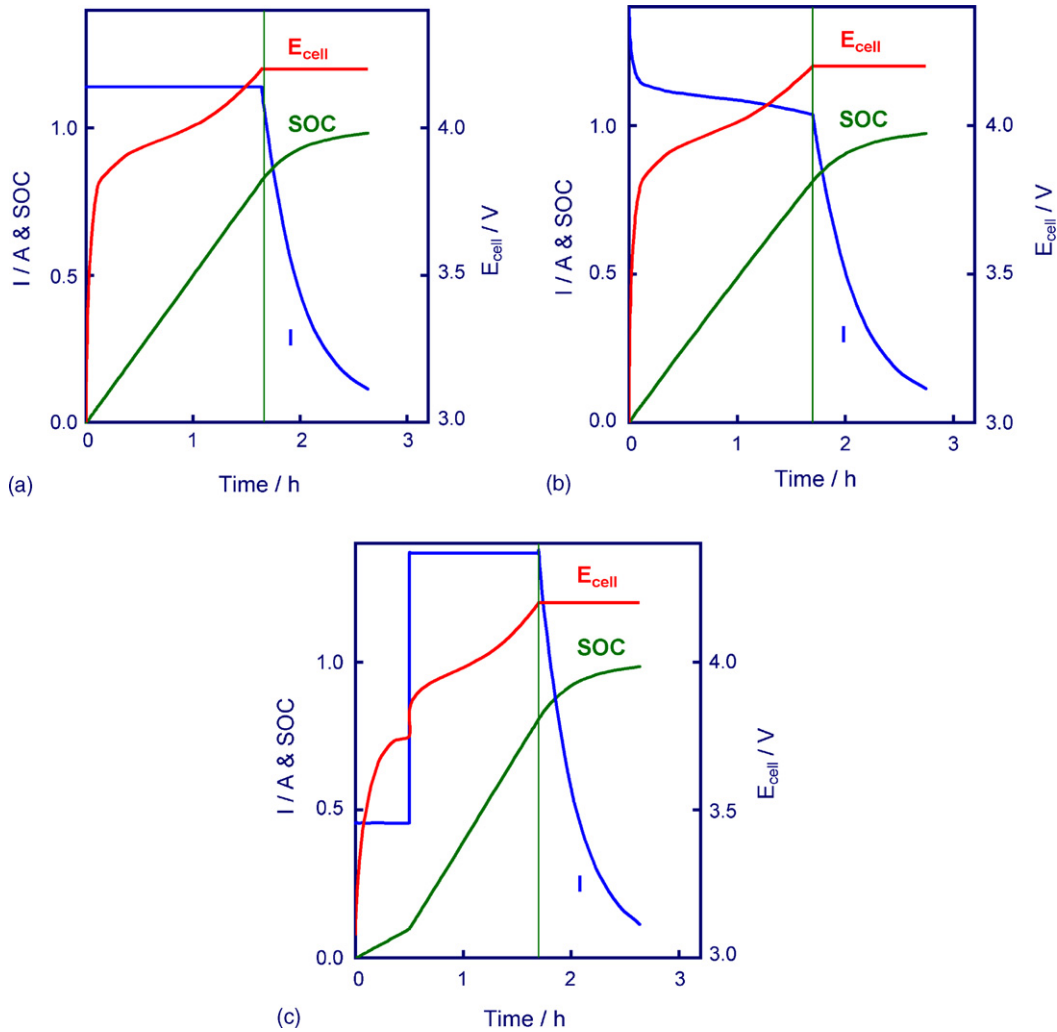 E_cell
SOC
I
I / A & SOC
1.0
0.5
0.0
4.0
3.5
3.0
E_cell / V
0 1 2 3
Time / h
(a)
E_cell
SOC
I
I / A & SOC
1.0
0.5
0.0
4.0
3.5
3.0
E_cell / V
0 1 2 3
Time / h
(b)
E_cell
SOC
I
I / A & SOC
1.0
0.5
0.0
4.0
3.5
3.0
E_cell / V
0 1 2 3
Time / h
(c)